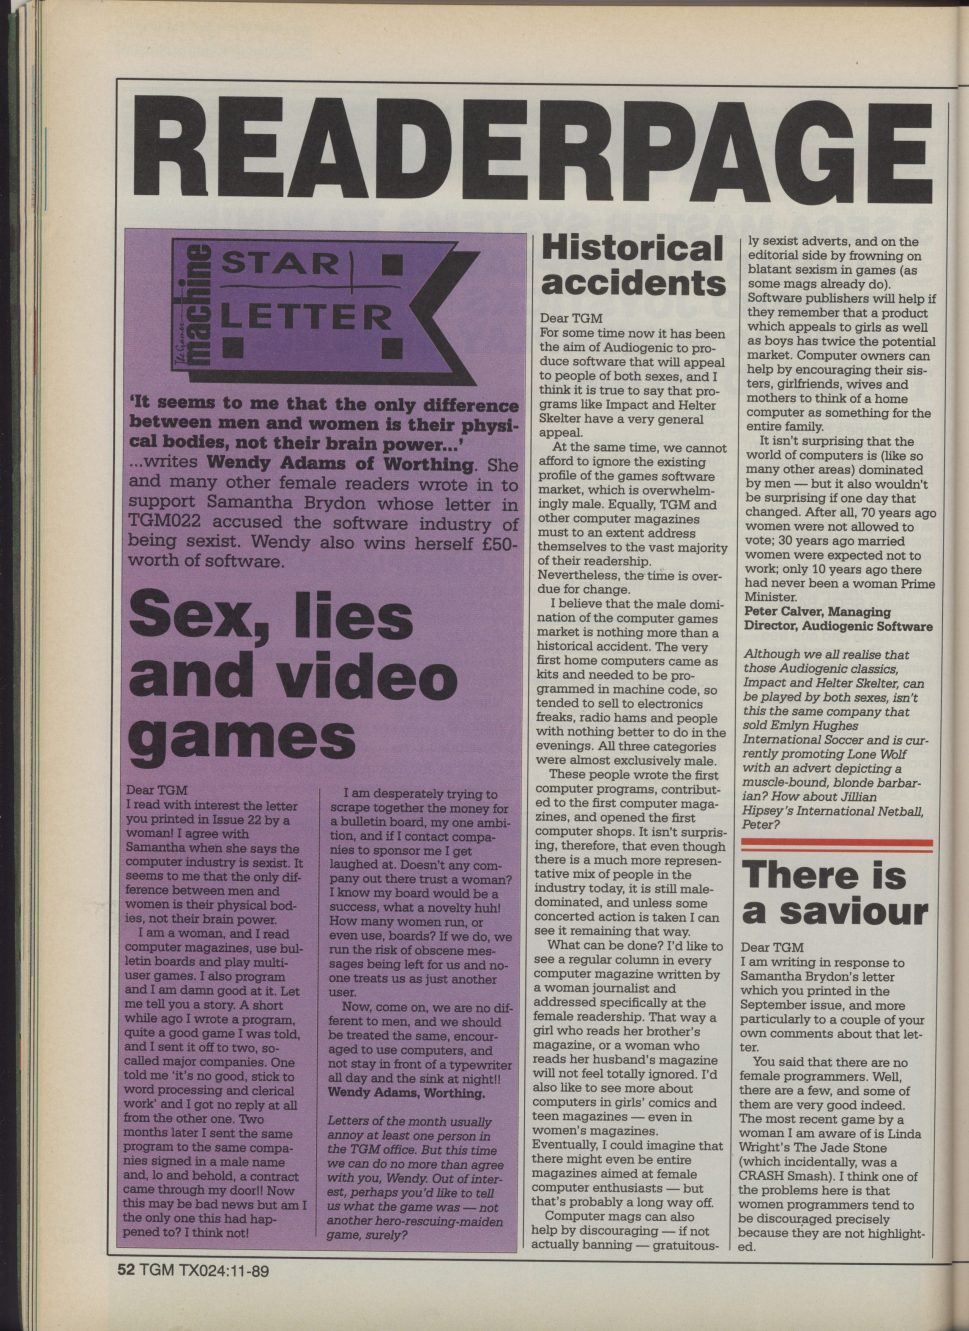 READERPAGE
The Games machine
STAR
LETTER
'It seems to me that the only difference
between men and women is their physi-
cal bodies, not their brain power...'
...writes Wendy Adams of Worthing. She
and many other female readers wrote in to
support Samantha Brydon whose letter in
TGM022 accused the software industry of
being sexist. Wendy also wins herself £50-
worth of software.
Sex, lies
and video
games
Dear TGM
I read with interest the letter
you printed in Issue 22 by a
woman! I agree with
Samantha when she says the
computer industry is sexist. It
seems to me that the only dif-
ference between men and
women is their physical bod-
ies, not their brain power.
I am a woman, and I read
computer magazines, use bul-
letin boards and play multi-
user games. I also program
and I am damn good at it. Let
me tell you a story. A short
while ago I wrote a program,
quite a good game I was told,
and I sent it off to two, so-
called major companies. One
told me 'it's no good, stick to
word processing and clerical
work' and I got no reply at all
from the other one. Two
months later I sent the same
program to the same compa-
nies signed in a male name
and, lo and behold, a contract
came through my door!! Now
this may be bad news but am I
the only one this had hap-
pened to? I think not!
I am desperately trying to
scrape together the money for
a bulletin board, my one ambi-
tion, and if I contact compa-
nies to sponsor me I get
laughed at. Doesn't any com-
pany out there trust a woman?
I know my board would be a
success, what a novelty huh!
How many women run, or
even use, boards? If we do, we
run the risk of obscene mes-
sages being left for us and no-
one treats us as just another
user.
Now, come on, we are no dif-
ferent to men, and we should
be treated the same, encour-
aged to use computers, and
not stay in front of a typewriter
all day and the sink at night!!
Wendy Adams, Worthing.
Letters of the month usually
annoy at least one person in
the TGM office. But this time
we can do no more than agree
with you, Wendy. Out of inter-
est, perhaps you'd like to tell
us what the game was — not
another hero-rescuing-maiden
game, surely?
Historical
accidents
Dear TGM
For some time now it has been
the aim of Audiogenic to pro-
duce software that will appeal
to people of both sexes, and I
think it is true to say that pro-
grams like Impact and Helter
Skelter have a very general
appeal.
At the same time, we cannot
afford to ignore the existing
profile of the games software
market, which is overwhelm-
ingly male. Equally, TGM and
other computer magazines
must to an extent address
themselves to the vast majority
of their readership.
Nevertheless, the time is over-
due for change.
I believe that the male domi-
nation of the computer games
market is nothing more than a
historical accident. The very
first home computers came as
kits and needed to be pro-
grammed in machine code, so
tended to sell to electronics
freaks, radio hams and people
with nothing better to do in the
evenings. All three categories
were almost exclusively male.
These people wrote the first
computer programs, contribut-
ed to the first computer maga-
zines, and opened the first
computer shops. It isn't surpris-
ing, therefore, that even though
there is a much more represen-
tative mix of people in the
industry today, it is still male-
dominated, and unless some
concerted action is taken I can
see it remaining that way.
What can be done? I'd like to
see a regular column in every
computer magazine written by
a woman journalist and
addressed specifically at the
female readership. That way a
girl who reads her brother's
magazine, or a woman who
reads her husband's magazine
will not feel totally ignored. I'd
also like to see more about
computers in girls' comics and
teen magazines — even in
women's magazines.
Eventually, I could imagine that
there might even be entire
magazines aimed at female
computer enthusiasts — but
that's probably a long way off.
Computer mags can also
help by discouraging — if not
actually banning — gratuitous-
ly sexist adverts, and on the
editorial side by frowning on
blatant sexism in games (as
some mags already do).
Software publishers will help if
they remember that a product
which appeals to girls as well
as boys has twice the potential
market. Computer owners can
help by encouraging their sis-
ters, girlfriends, wives and
mothers to think of a home
computer as something for the
entire family.
It isn't surprising that the
world of computers is (like so
many other areas) dominated
by men — but it also wouldn't
be surprising if one day that
changed. After all, 70 years ago
women were not allowed to
vote; 30 years ago married
women were expected not to
work; only 10 years ago there
had never been a woman Prime
Minister.
Peter Calver, Managing
Director, Audiogenic Software
Although we all realise that
those Audiogenic classics,
Impact and Helter Skelter, can
be played by both sexes, isn't
this the same company that
sold Emlyn Hughes
International Soccer and is cur-
rently promoting Lone Wolf
with an advert depicting a
muscle-bound, blonde barbar-
ian? How about Jillian
Hipsey's International Netball,
Peter?
There is
a saviour
Dear TGM
I am writing in response to
Samantha Brydon's letter
which you printed in the
September issue, and more
particularly to a couple of your
own comments about that let-
ter.
You said that there are no
female programmers. Well,
there are a few, and some of
them are very good indeed.
The most recent game by a
woman I am aware of is Linda
Wright's The Jade Stone
(which incidentally, was a
CRASH Smash). I think one of
the problems here is that
women programmers tend to
be discouraged precisely
because they are not highlight-
ed.
52 TGM TX024:11-89